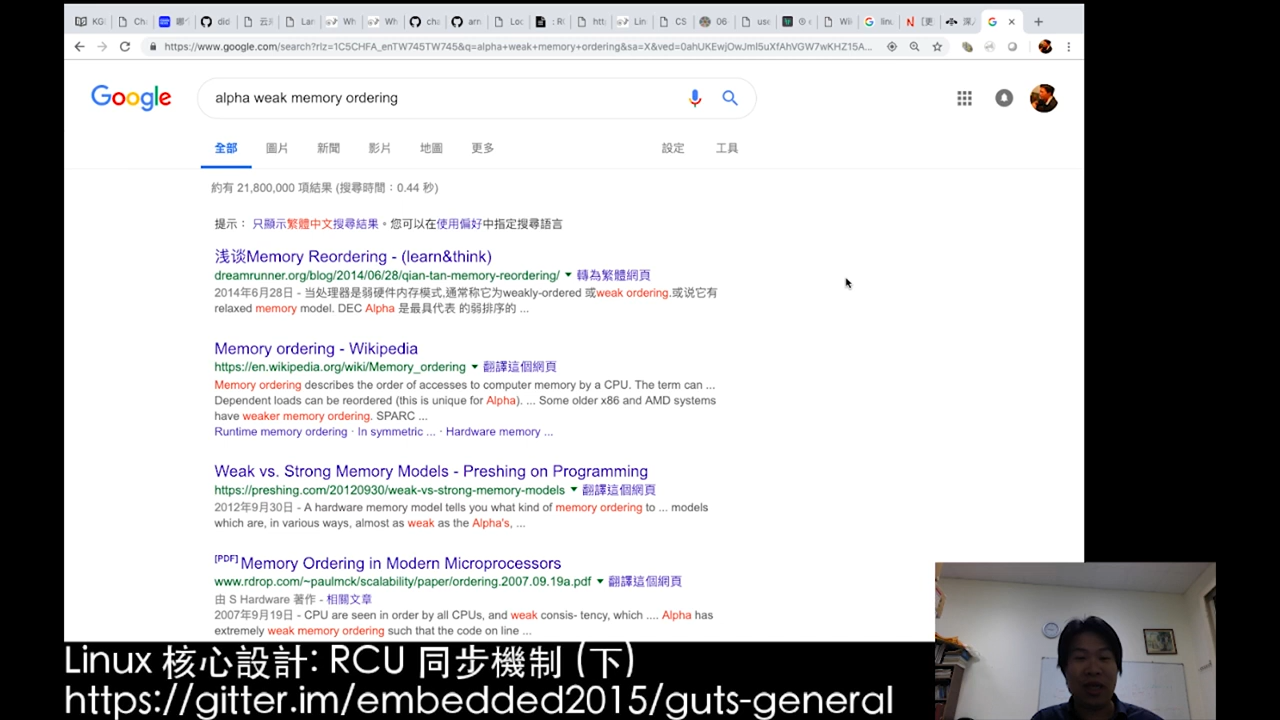 KG
Cha
did
Lan
Wh
Wh
cha
arm
Loc
: RC
http
Lin
CS
06-
use
Wik
linu
https://www.google.com/search?rlz=1C5CHFA_enTW745TW745&q=alpha+weak+memory+ordering&sa=X&ved=
Google
alpha weak memory ordering
全部 圖片 新聞 影片 地圖 更多 設定 工具
約有 21,800,000 項結果 (搜尋時間：0.44 秒)
提示： 只顯示繁體中文搜尋結果。您可以在使用偏好中指定搜尋語言
浅谈Memory Reordering - (learn&think)
dreamrunner.org/blog/2014/06/28/qian-tan-memory-reordering/ 轉為繁體網頁
2014年6月28日 - 当处理器是弱硬件内存模式,通常称它为weakly-ordered 或weak ordering.或说它有
relaxed memory model. DEC Alpha 是最具代表 的弱排序的 ...
Memory ordering - Wikipedia
https://en.wikipedia.org/wiki/Memory_ordering 翻譯這個網頁
Memory ordering describes the order of accesses to computer memory by a CPU. The term can ...
Dependent loads can be reordered (this is unique for Alpha). ... Some older x86 and AMD systems
have weaker memory ordering. SPARC ...
Runtime memory ordering · In symmetric ... · Hardware memory ...
Weak vs. Strong Memory Models - Preshing on Programming
https://preshing.com/20120930/weak-vs-strong-memory-models 翻譯這個網頁
2012年9月30日 - A hardware memory model tells you what kind of memory ordering to ... models
which are, in various ways, almost as weak as the Alpha's, ...
[PDF] Memory Ordering in Modern Microprocessors
www.rdrop.com/~paulmck/scalability/paper/ordering.2007.09.19a.pdf 翻譯這個網頁
由 S Hardware 著作 - 相關文章
2007年9月19日 - CPU are seen in order by all CPUs, and weak consis- tency, which .... Alpha has
extremely weak memory ordering such that the code on line ...
Linux 核心設計: RCU 同步機制 (下)
https://gitter.im/embedded2015/guts-general